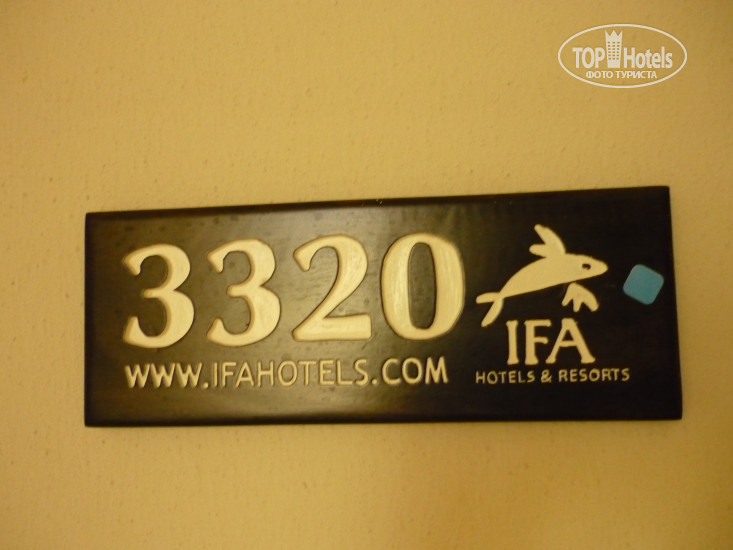 TOP Hotels
ФОТО ТУРИСТА
3320
WWW.IFAHOTELS.COM
IFA
HOTELS & RESORTS